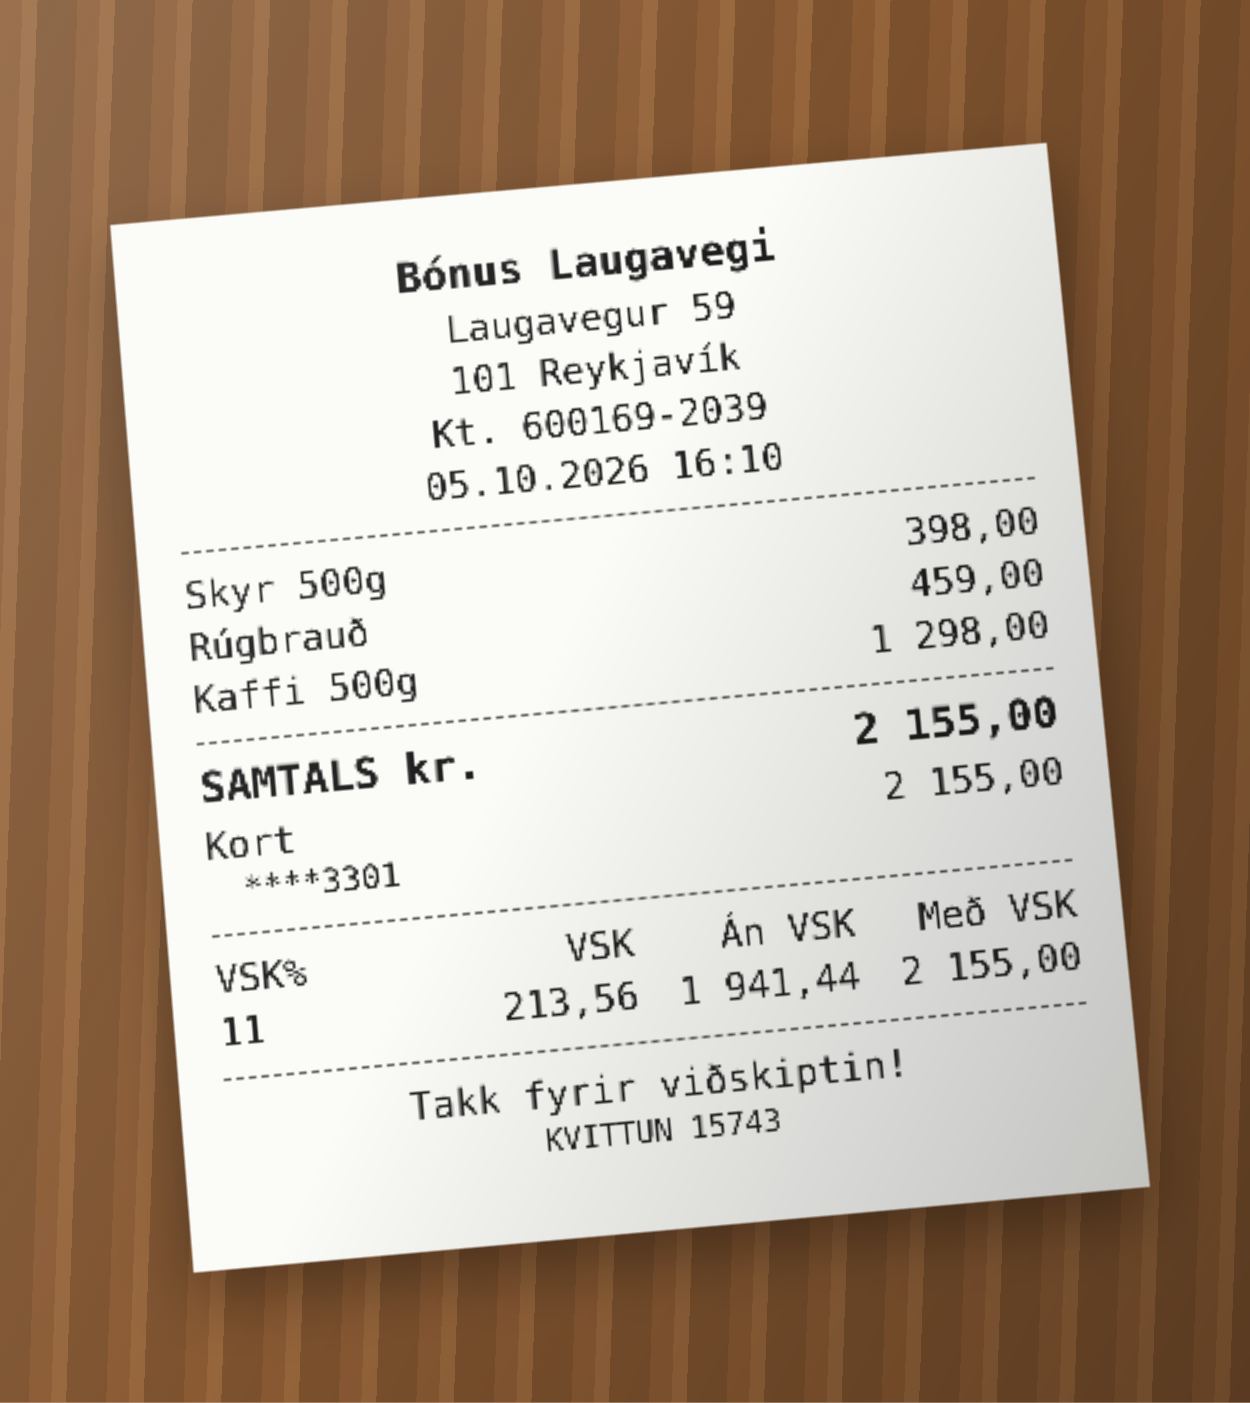 Bónus Laugavegi
Laugavegur 59
101 Reykjavík
Kt. 600169-2039
05.10.2026 16:10
Skyr 500g 398,00
Rúgbrauð 459,00
Kaffi 500g 1 298,00
SAMTALS kr. 2 155,00
Kort 2 155,00
****3301
VSK% VSK Án VSK Með VSK
11 213,56 1 941,44 2 155,00
Takk fyrir viðskiptin!
KVITTUN 15743